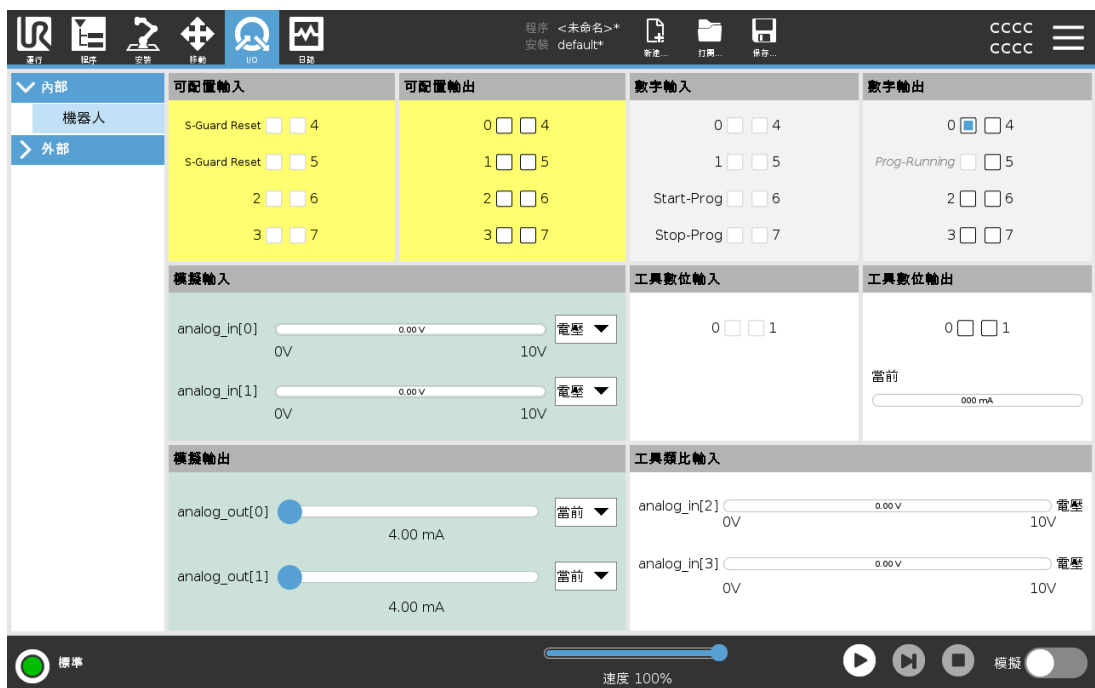 UR
運行 程序 安裝 移動 I/O 日誌
程序 <未命名>*
安裝 default*
新建... 打開... 保存...
CCCC
CCCC
內部
機器人
外部
可配置輸入
S-Guard Reset 4
S-Guard Reset 5
2 6
3 7
可配置輸出
0 4
1 5
2 6
3 7
數字輸入
0 4
1 5
Start-Prog 6
Stop-Prog 7
數字輸出
0 4
Prog-Running 5
2 6
3 7
模擬輸入
analog_in[0] 0.00 V 電壓
0V 10V
analog_in[1] 0.00 V 電壓
0V 10V
工具數位輸入
0 1
工具數位輸出
0 1
當前
000 mA
模擬輸出
analog_out[0] 當前
4.00 mA
analog_out[1] 當前
4.00 mA
工具類比輸入
analog_in[2] 0.00 V 電壓
0V 10V
analog_in[3] 0.00 V 電壓
0V 10V
標準
速度 100%
模擬